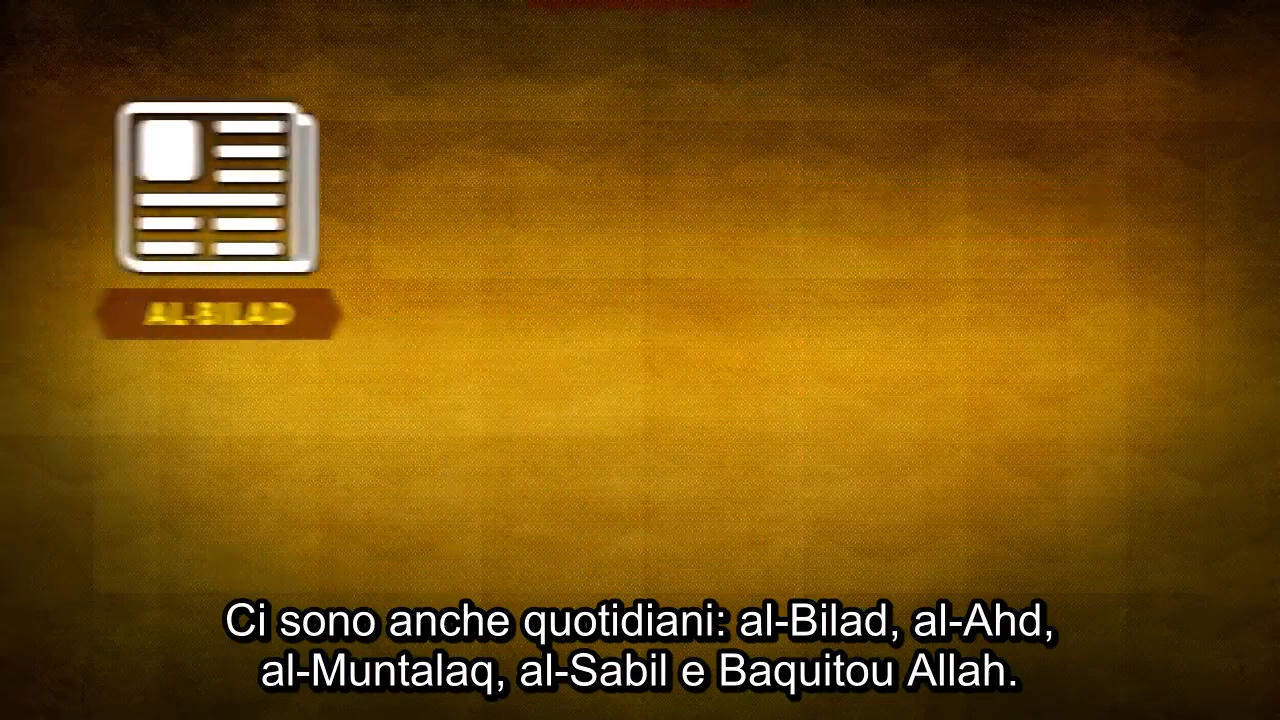 AL-BILAD
Ci sono anche quotidiani: al-Bilad, al-Ahd,
al-Muntalaq, al-Sabil e Baquitou Allah.